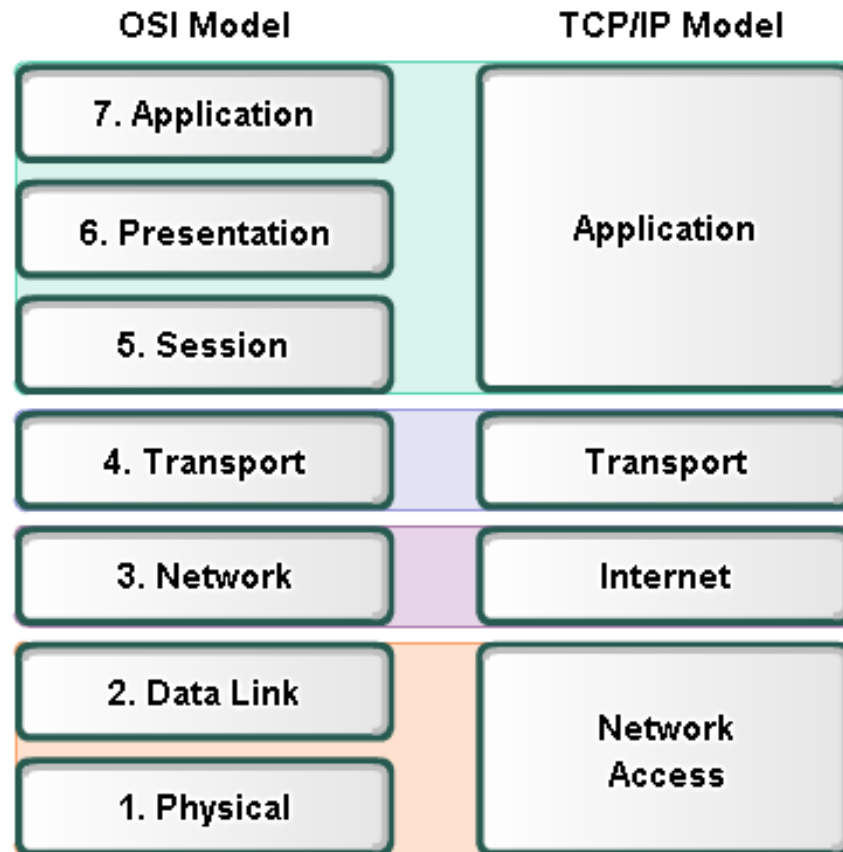 OSI Model
TCP/IP Model
7. Application
6. Presentation
5. Session
Application
4. Transport
Transport
3. Network
Internet
2. Data Link
1. Physical
Network
Access